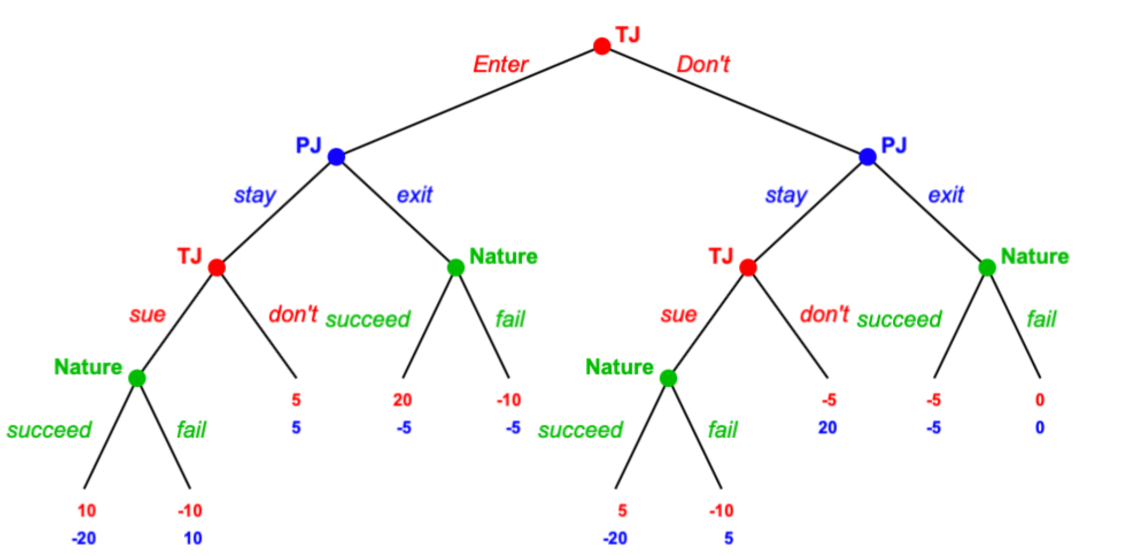 TJ
Enter Don't
PJ PJ
stay exit stay exit
TJ Nature TJ Nature
sue don't succeed fail sue don't succeed fail
Nature Nature
5 20 -10 -5 -5 0
5 -5 -5 20 -5 0
succeed fail succeed fail
10 -10 5 -10
-20 10 -20 5